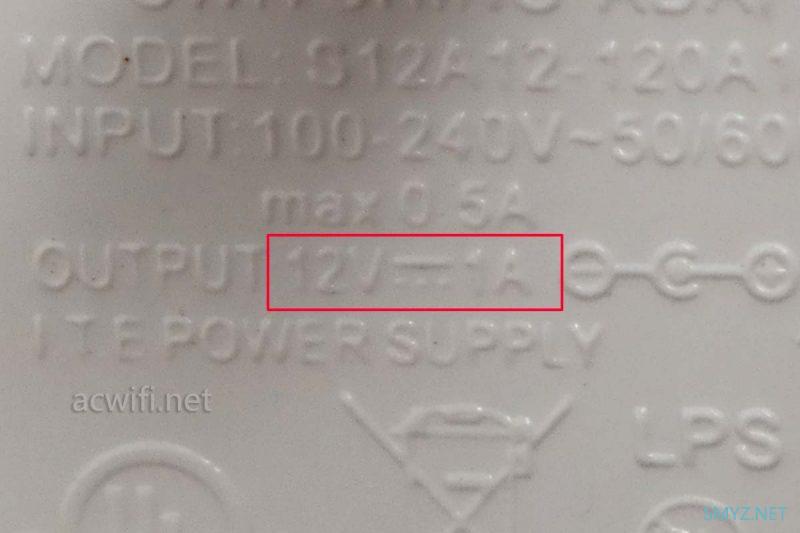 MODEL: S12A12-120A1
INPUT: 100-240V~50/60
max 0.5A
OUTPUT 12V⎓1A
I.T.E POWER SUPPLY
acwifi.net
LPS
SMYZ.NET